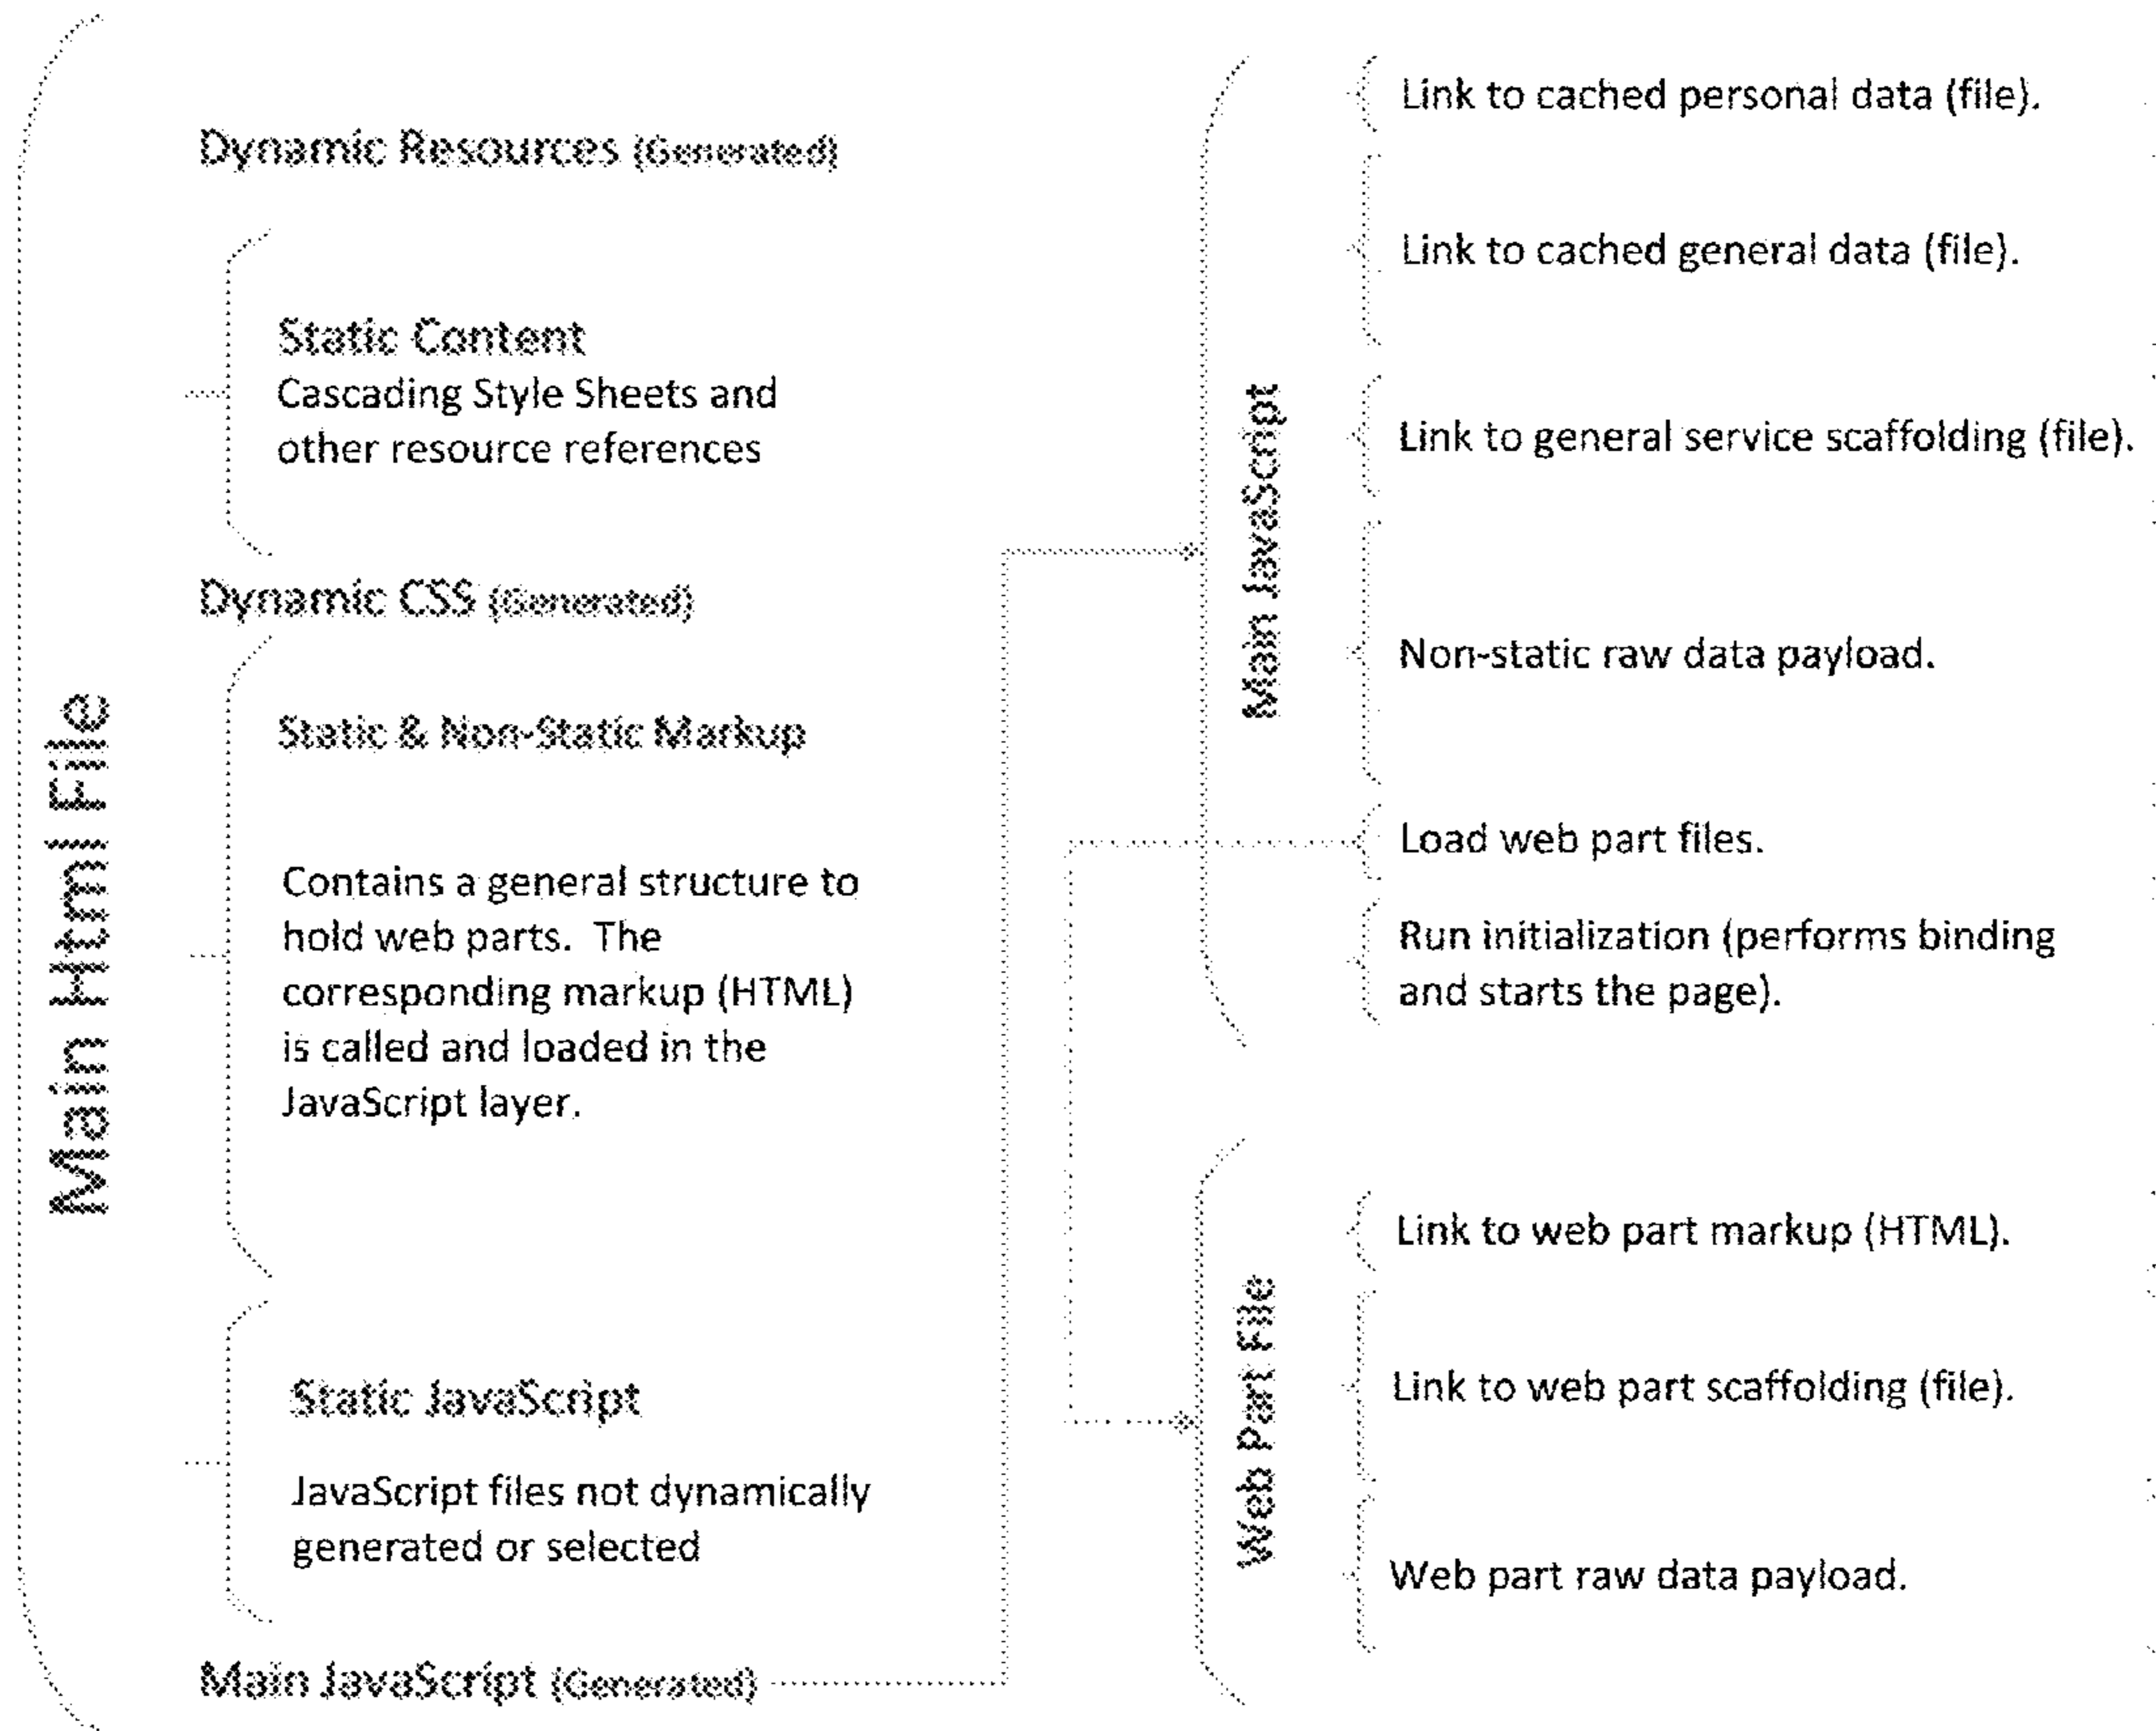 Main Html File
Dynamic Resources (Generated)
Static Content
Cascading Style Sheets and
other resource references
Dynamic CSS (Generated)
Static & Non-Static Markup
Contains a general structure to
hold web parts. The
corresponding markup (HTML)
is called and loaded in the
JavaScript layer.
Static JavaScript
JavaScript files not dynamically
generated or selected
Main JavaScript (Generated)
Main JavaScript
Link to cached personal data (file).
Link to cached general data (file).
Link to general service scaffolding (file).
Non-static raw data payload.
Load web part files.
Run initialization (performs binding
and starts the page).
Web Part File
Link to web part markup (HTML).
Link to web part scaffolding (file).
Web part raw data payload.